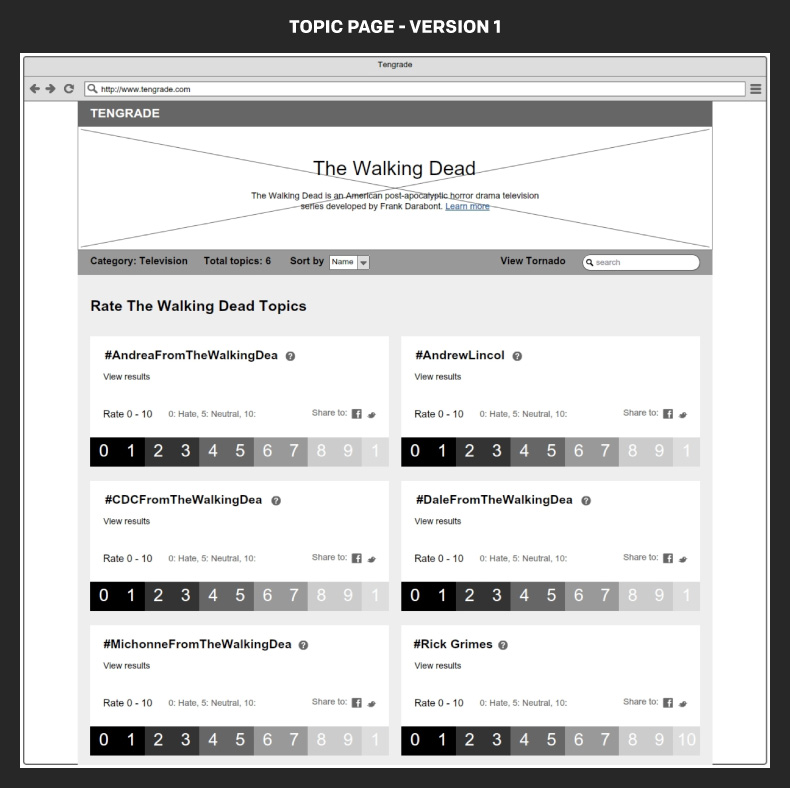 TOPIC PAGE - VERSION 1
Tengrade
http://www.tengrade.com
TENGRADE
The Walking Dead
The Walking Dead is an American post-apocalyptic horror drama television
series developed by Frank Darabont. Learn more
Category: Television Total topics: 6 Sort by Name View Tornado search
Rate The Walking Dead Topics
#AndreaFromTheWalkingDea ?
View results
Rate 0 - 10 0: Hate, 5: Neutral, 10: Share to: f
0 1 2 3 4 5 6 7 8 9 1
#AndrewLincol ?
View results
Rate 0 - 10 0: Hate, 5: Neutral, 10: Share to: f
0 1 2 3 4 5 6 7 8 9 1
#CDCFromTheWalkingDea ?
View results
Rate 0 - 10 0: Hate, 5: Neutral, 10: Share to: f
0 1 2 3 4 5 6 7 8 9 1
#DaleFromTheWalkingDea ?
View results
Rate 0 - 10 0: Hate, 5: Neutral, 10: Share to: f
0 1 2 3 4 5 6 7 8 9 1
#MichonneFromTheWalkingDea ?
View results
Rate 0 - 10 0: Hate, 5: Neutral, 10: Share to: f
0 1 2 3 4 5 6 7 8 9 1
#Rick Grimes ?
View results
Rate 0 - 10 0: Hate, 5: Neutral, 10: Share to: f
0 1 2 3 4 5 6 7 8 9 10